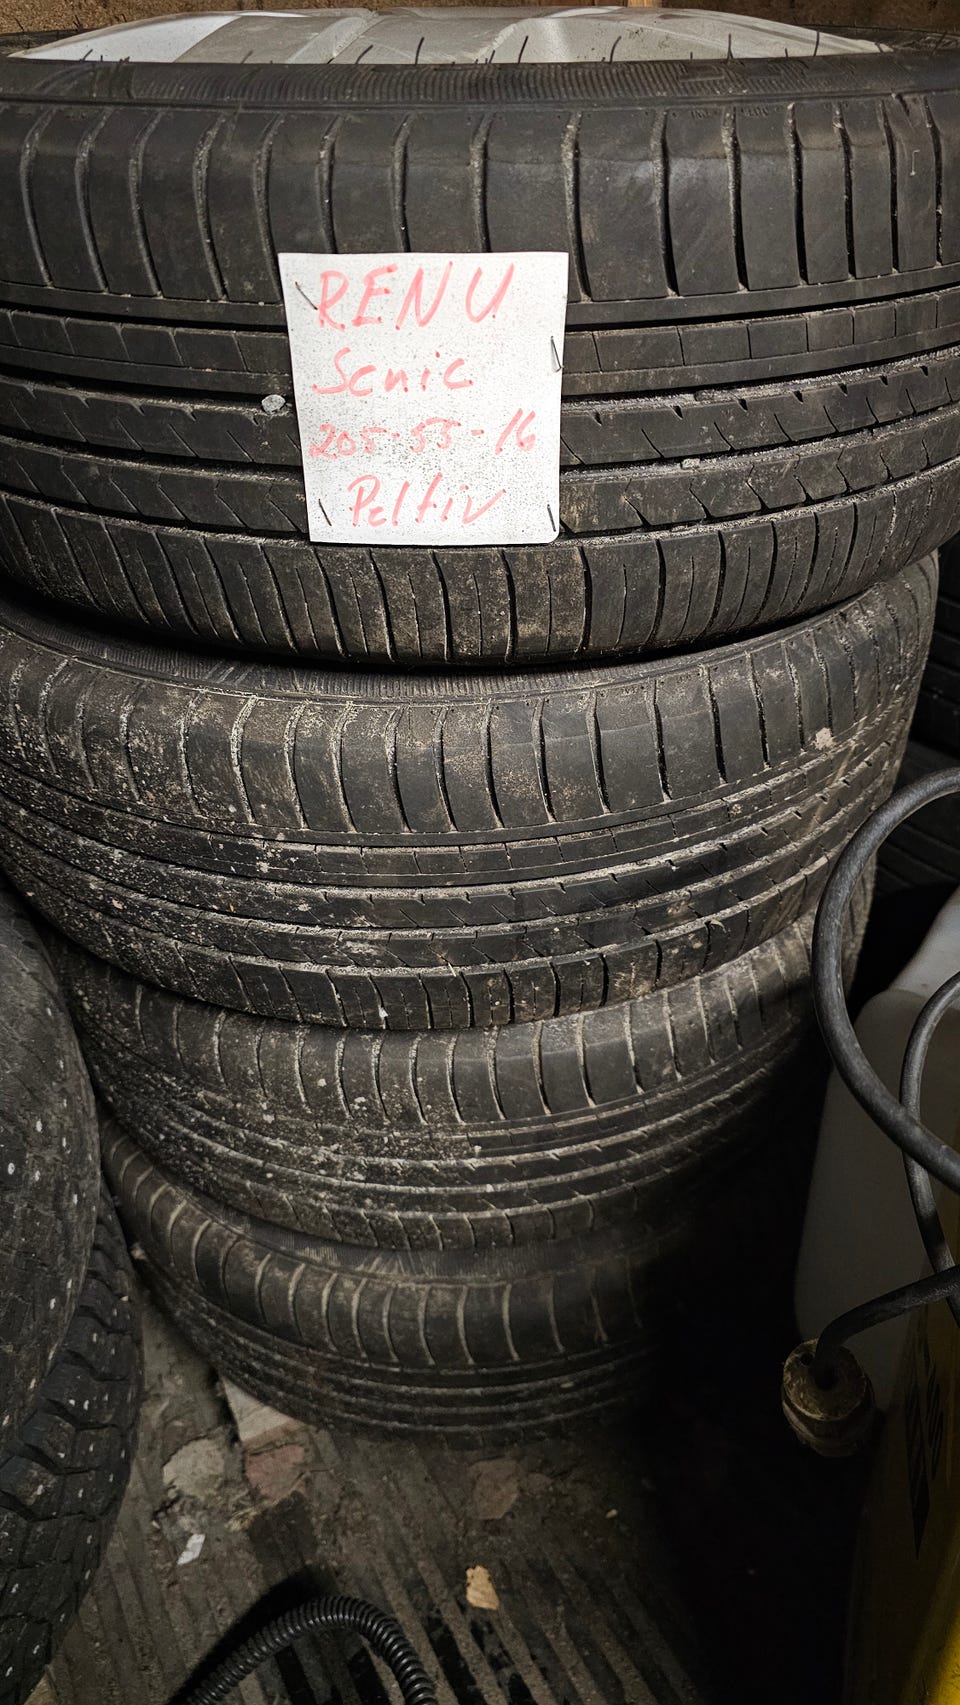 RENU
Scnic
205-55-16
Peltiv